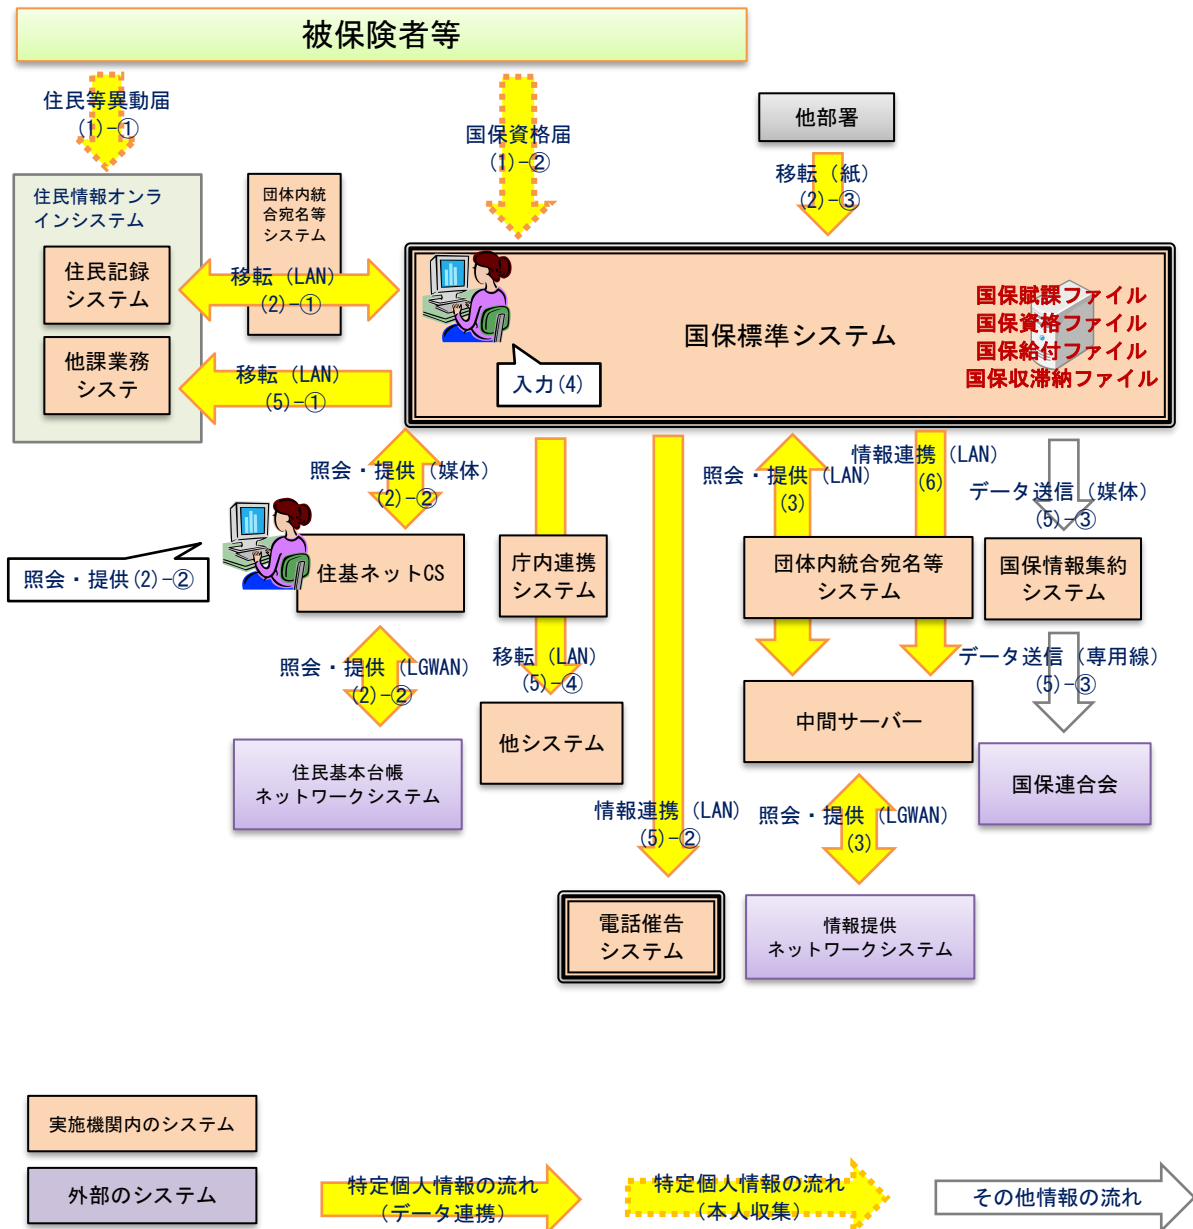 被保険者等
住民等異動届
(1)-①
国保資格届
(1)-②
他部署
移転（紙）
(2)-③
住民情報オンラ
インシステム
団体内統
合宛名等
システム
住民記録
システム
移転（LAN）
(2)-①
他課業務
システ
移転（LAN）
(5)-①
国保標準システム
入力(4)
国保賦課ファイル
国保資格ファイル
国保給付ファイル
国保収滞納ファイル
照会・提供（媒体）
(2)-②
照会・提供（LAN）
(3)
情報連携（LAN）
(6)
データ送信（媒体）
(5)-③
照会・提供(2)-②
住基ネットCS
庁内連携
システム
団体内統合宛名等
システム
国保情報集約
システム
照会・提供（LGWAN）
(2)-②
移転（LAN）
(5)-④
データ送信（専用線）
(5)-③
住民基本台帳
ネットワークシステム
他システム
中間サーバー
国保連合会
情報連携（LAN）
(5)-②
照会・提供（LGWAN）
(3)
電話催告
システム
情報提供
ネットワークシステム
実施機関内のシステム
外部のシステム
特定個人情報の流れ
（データ連携）
特定個人情報の流れ
（本人収集）
その他情報の流れ